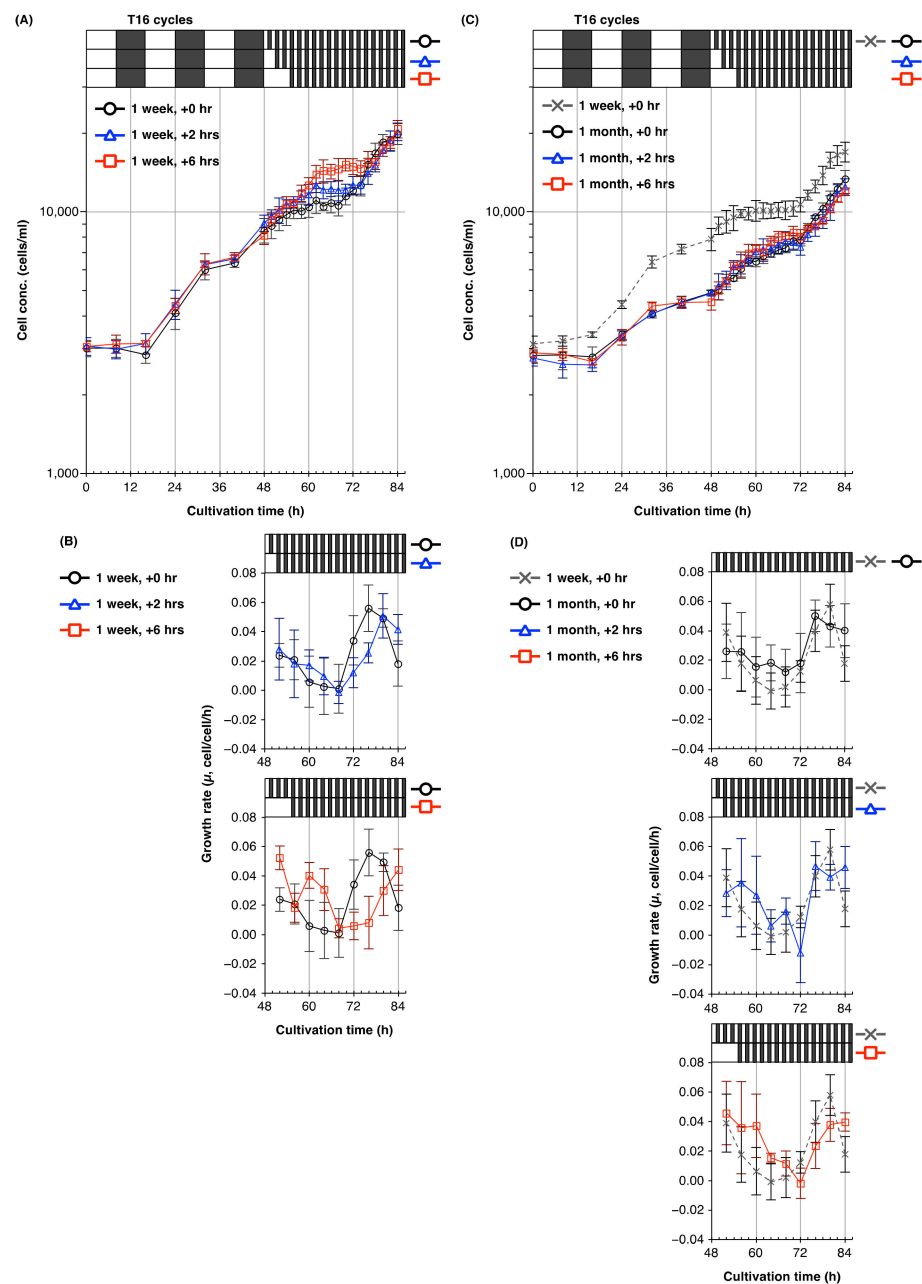 (A)
T16 cycles
1 week, +0 hr
1 week, +2 hrs
1 week, +6 hrs
10,000
1,000
Cell conc. (cells/ml)
0 12 24 36 48 60 72 84
Cultivation time (h)
(C)
T16 cycles
1 week, +0 hr
1 month, +0 hr
1 month, +2 hrs
1 month, +6 hrs
10,000
1,000
Cell conc. (cells/ml)
0 12 24 36 48 60 72 84
Cultivation time (h)
(B)
1 week, +0 hr
1 week, +2 hrs
1 week, +6 hrs
Growth rate (μ, cell/cell/h)
0.08
0.06
0.04
0.02
0.00
−0.02
−0.04
0.08
0.06
0.04
0.02
0.00
−0.02
−0.04
48 60 72 84
Cultivation time (h)
(D)
1 week, +0 hr
1 month, +0 hr
1 month, +2 hrs
1 month, +6 hrs
Growth rate (μ, cell/cell/h)
0.08
0.06
0.04
0.02
0.00
−0.02
−0.04
48 60 72 84
0.08
0.06
0.04
0.02
0.00
−0.02
−0.04
48 60 72 84
0.08
0.06
0.04
0.02
0.00
−0.02
−0.04
48 60 72 84
Cultivation time (h)